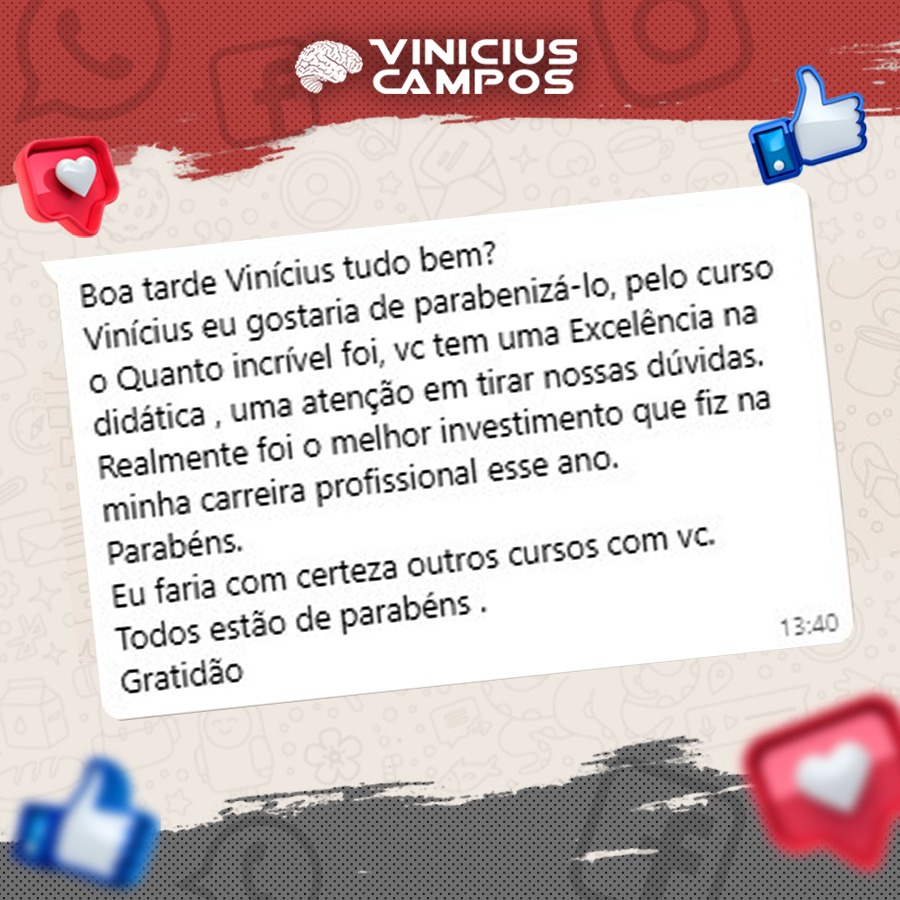 VINICIUS
CAMPOS
Boa tarde Vinícius tudo bem?
Vinícius eu gostaria de parabenizá-lo, pelo curso
o Quanto incrível foi, vc tem uma Excelência na
didática , uma atenção em tirar nossas dúvidas.
Realmente foi o melhor investimento que fiz na
minha carreira profissional esse ano.
Parabéns.
Eu faria com certeza outros cursos com vc.
Todos estão de parabéns .
Gratidão
13:40